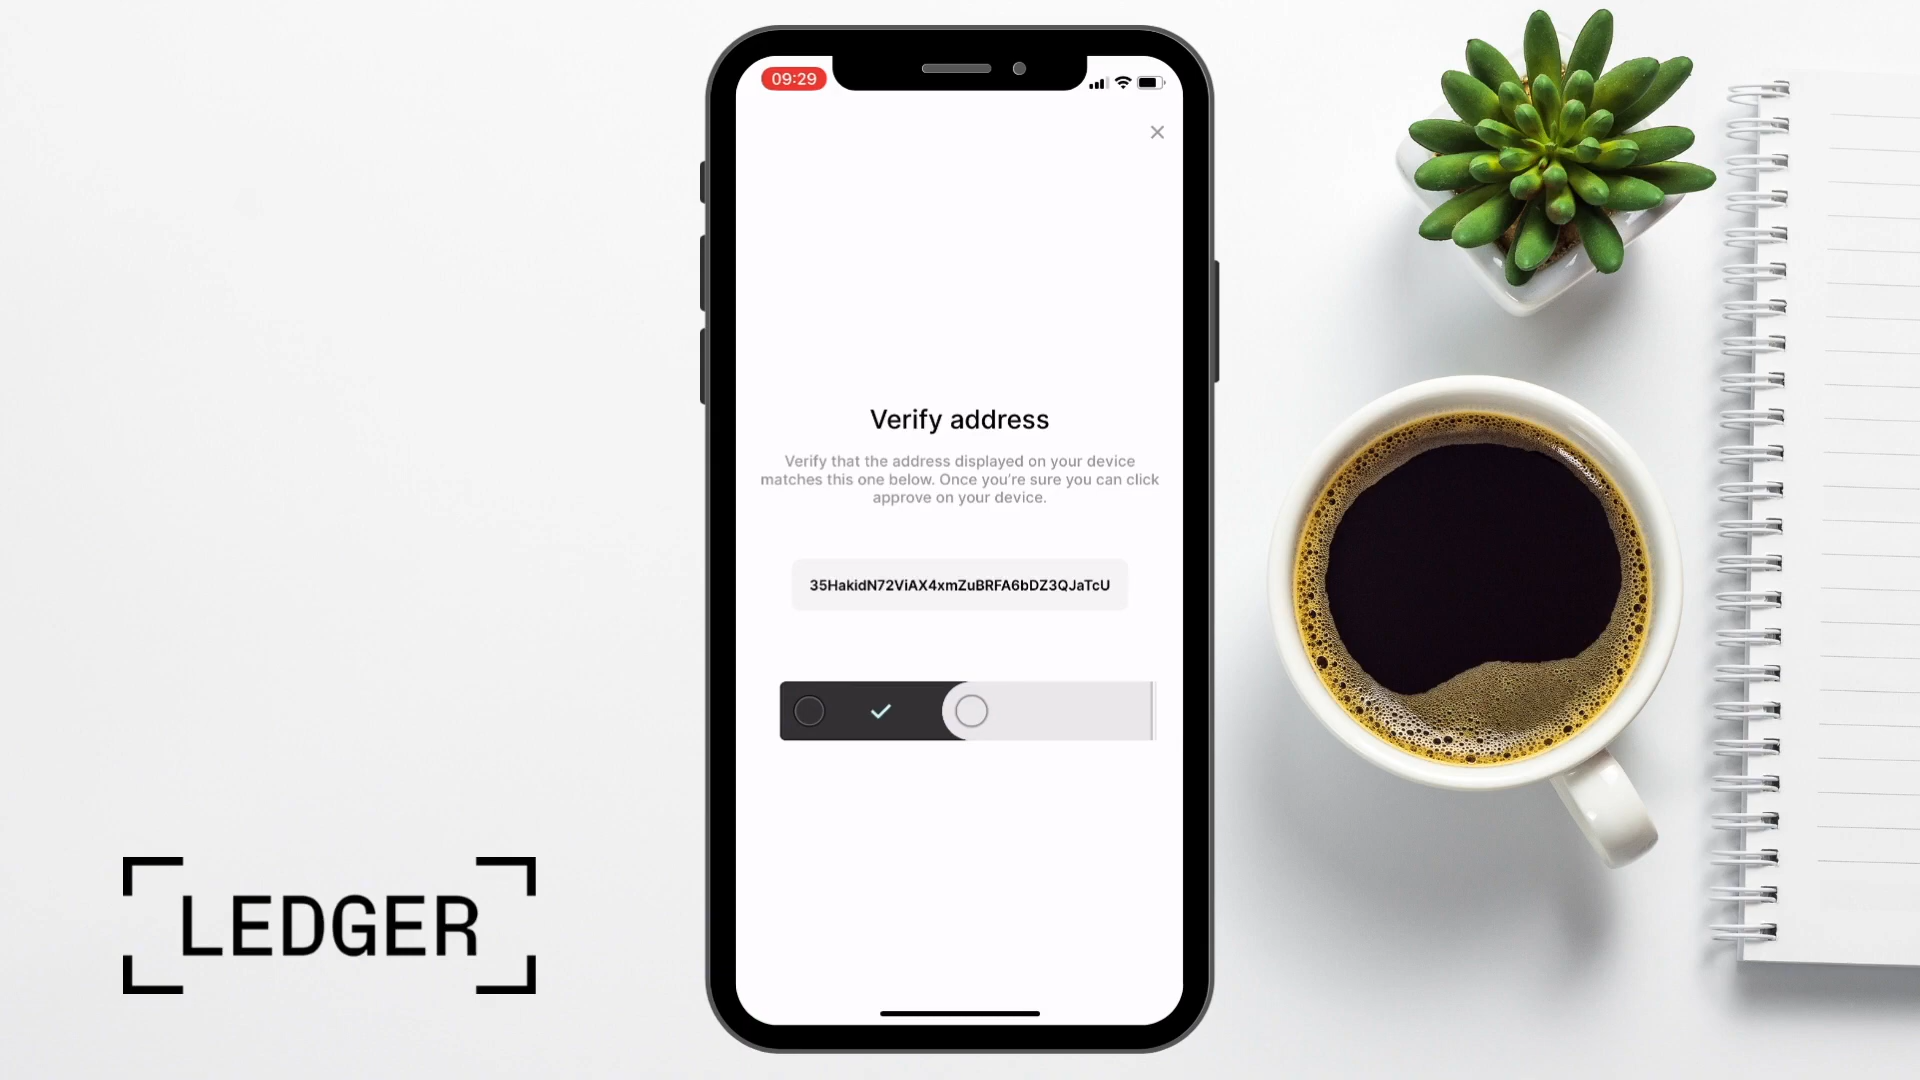 09:29
Verify address
Verify that the address displayed on your device
matches this one below. Once you're sure you can click
approve on your device.
35HakidN72ViAX4xmZuBRFA6bDZ3QJaTcU
LEDGER